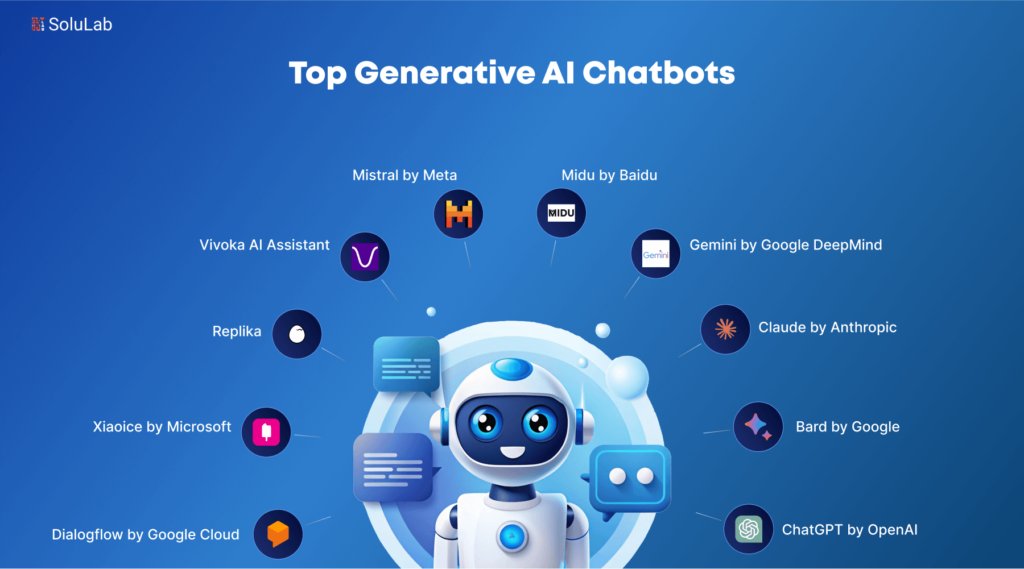 SoluLab
Top Generative AI Chatbots
Mistral by Meta
Midu by Baidu
MIDU
Vivoka AI Assistant
Gemini by Google DeepMind
Gemini
Replika
Claude by Anthropic
Xiaoice by Microsoft
Bard by Google
Dialogflow by Google Cloud
ChatGPT by OpenAI